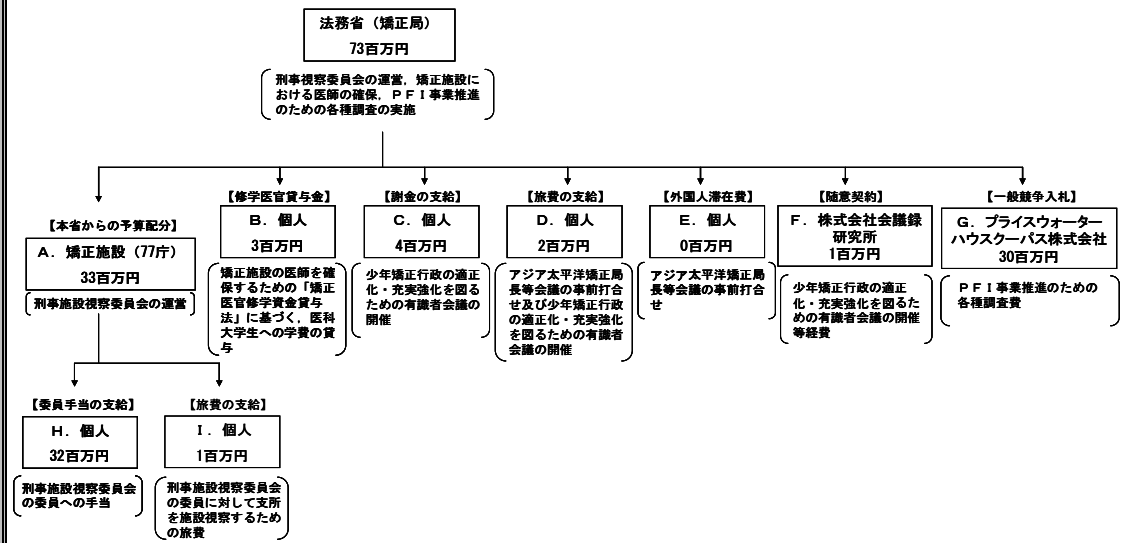 法務省（矯正局）
73百万円
刑事視察委員会の運営，矯正施設に
おける医師の確保，ＰＦＩ事業推進
のための各種調査の実施
【本省からの予算配分】
A．矯正施設（77庁）
33百万円
刑事施設視察委員会の運営
【修学医官貸与金】
B．個人
3百万円
矯正施設の医師を確
保するための「矯正
医官修学資金貸与
法」に基づく，医科
大学生への学費の貸
与
【謝金の支給】
C．個人
4百万円
少年矯正行政の適正
化・充実強化を図る
ための有識者会議の
開催
【旅費の支給】
D．個人
2百万円
アジア太平洋矯正局
長等会議の事前打合
せ及び少年矯正行政
の適正化・充実強化
を図るための有識者
会議の開催
【外国人滞在費】
E．個人
0百万円
アジア太平洋矯正局
長等会議の事前打合
せ
【随意契約】
F．株式会社会議録
研究所
1百万円
少年矯正行政の適正
化・充実強化を図るた
めの有識者会議の開催
等経費
【一般競争入札】
G．プライスウォーター
ハウスクーパス株式会社
30百万円
ＰＦＩ事業推進のための
各種調査費
【委員手当の支給】
H．個人
32百万円
刑事施設視察委員会
の委員への手当
【旅費の支給】
I．個人
1百万円
刑事施設視察委員会
の委員に対して支所
を施設視察するため
の旅費